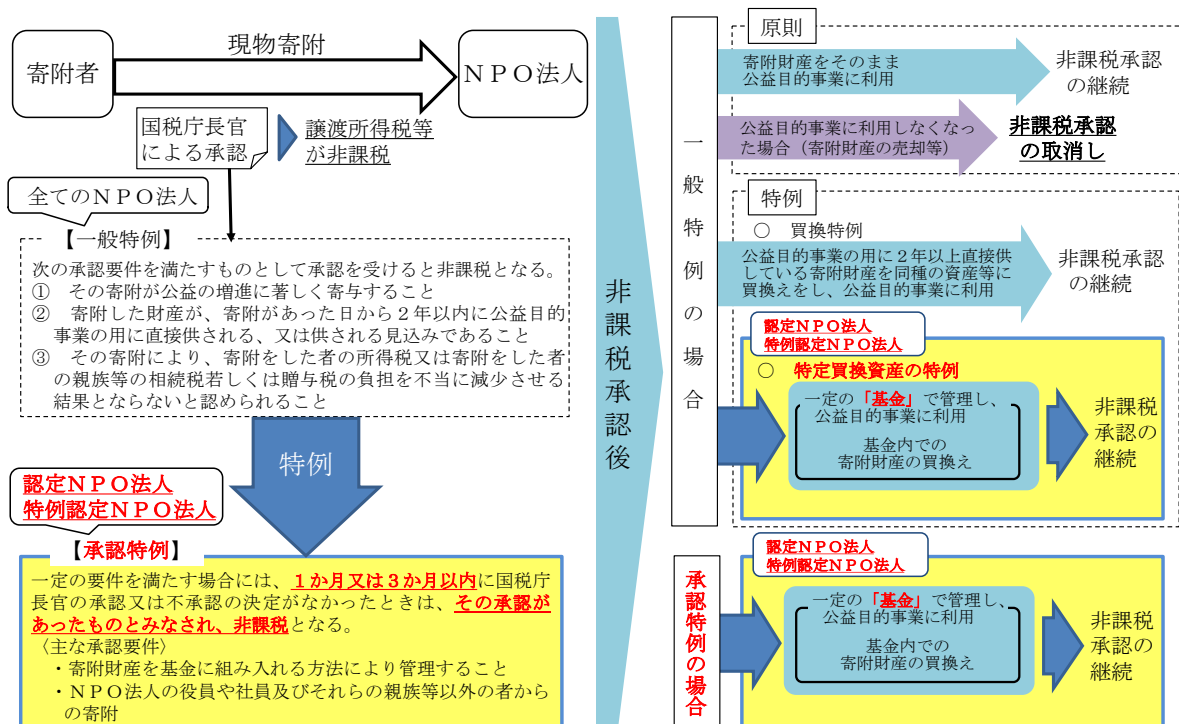 現物寄附
寄附者
ＮＰＯ法人
国税庁長官
による承認
譲渡所得税等
が非課税
全てのＮＰＯ法人
【一般特例】
次の承認要件を満たすものとして承認を受けると非課税となる。
①　その寄附が公益の増進に著しく寄与すること
②　寄附した財産が、寄附があった日から２年以内に公益目的
事業の用に直接供される、又は供される見込みであること
③　その寄附により、寄附をした者の所得税又は寄附をした者
の親族等の相続税若しくは贈与税の負担を不当に減少させる
結果とならないと認められること
特例
認定ＮＰＯ法人
特例認定ＮＰＯ法人
【承認特例】
一定の要件を満たす場合には、１か月又は３か月以内に国税庁
長官の承認又は不承認の決定がなかったときは、その承認が
あったものとみなされ、非課税となる。
〈主な承認要件〉
・寄附財産を基金に組み入れる方法により管理すること
・ＮＰＯ法人の役員や社員及びそれらの親族等以外の者から
の寄附
非課税承認後
一般特例の場合
原則
寄附財産をそのまま
公益目的事業に利用
非課税承認
の継続
公益目的事業に利用しなくなっ
た場合（寄附財産の売却等）
非課税承認
の取消し
特例
○　買換特例
公益目的事業の用に２年以上直接供
している寄附財産を同種の資産等に
買換えをし、公益目的事業に利用
非課税承認
の継続
認定ＮＰＯ法人
特例認定ＮＰＯ法人
○　特定買換資産の特例
一定の「基金」で管理し、
公益目的事業に利用
基金内での
寄附財産の買換え
非課税
承認の
継続
承認特例の場合
認定ＮＰＯ法人
特例認定ＮＰＯ法人
一定の「基金」で管理し、
公益目的事業に利用
基金内での
寄附財産の買換え
非課税
承認の
継続